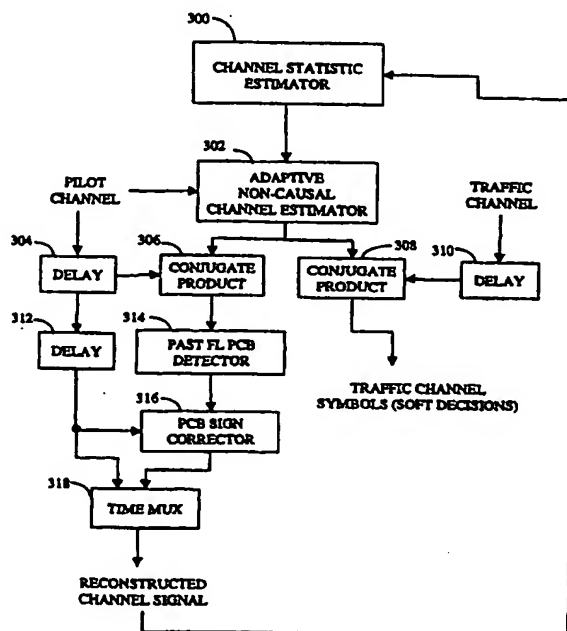 300
CHANNEL STATISTIC
ESTIMATOR
302
ADAPTIVE
NON-CAUSAL
CHANNEL ESTIMATOR
PILOT
CHANNEL
TRAFFIC
CHANNEL
304
DELAY
306
CONJUGATE
PRODUCT
308
CONJUGATE
PRODUCT
310
DELAY
312
DELAY
314
PAST FL PCB
DETECTOR
TRAFFIC CHANNEL
SYMBOLS (SOFT DECISIONS)
316
PCB SIGN
CORRECTOR
318
TIME MUX
RECONSTRUCTED
CHANNEL SIGNAL